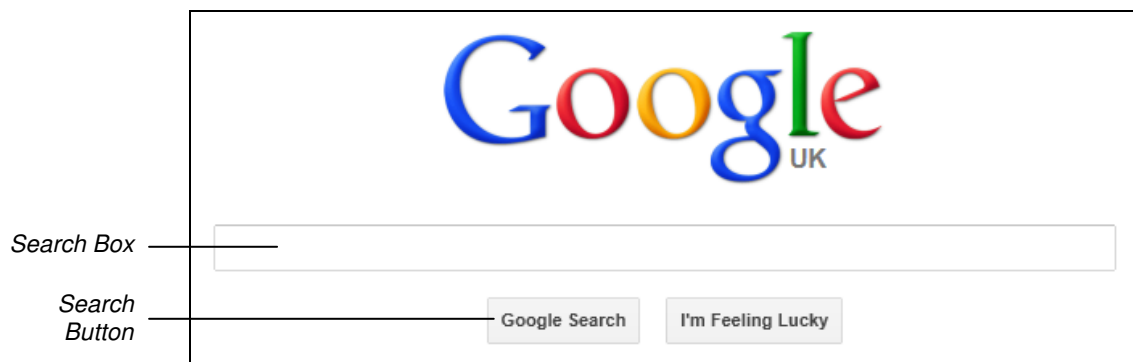 Google
UK
Search Box
Search
Button
Google Search
I'm Feeling Lucky